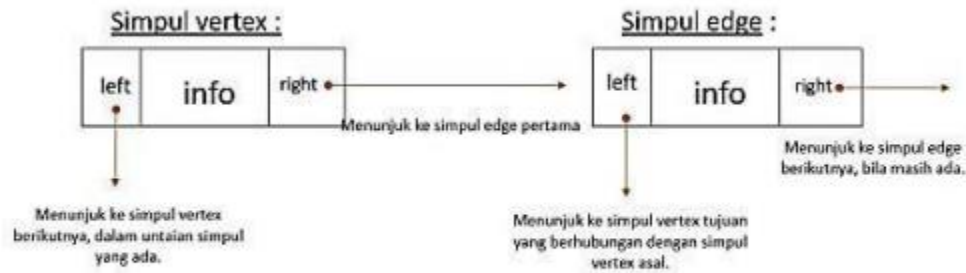 Simpul vertex :
left
info
right
Menunjuk ke simpul edge pertama
Menunjuk ke simpul vertex
berikutnya, dalam untaian simpul
yang ada.
Simpul edge :
left
info
right
Menunjuk ke simpul edge
berikutnya, bila masih ada.
Menunjuk ke simpul vertex tujuan
yang berhubungan dengan simpul
vertex asal.